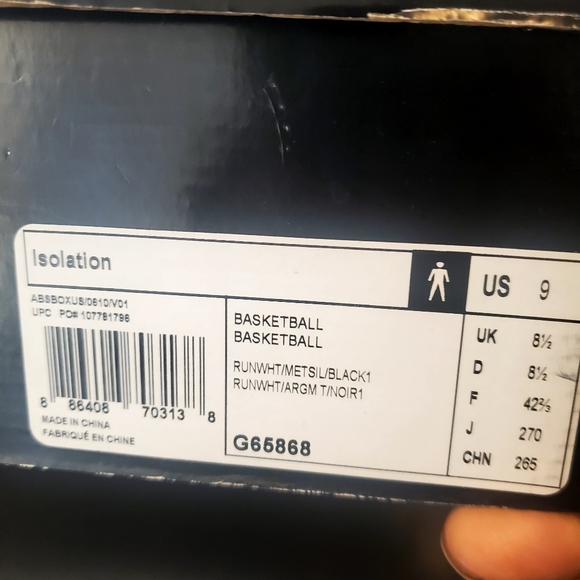 Isolation
US 9
ABSBOXUS/0610/V01
UPC PO# 107781796
8 86408 70313 8
MADE IN CHINA
FABRIQUÉ EN CHINE
BASKETBALL
BASKETBALL
RUNWHT/METSIL/BLACK1
RUNWHT/ARGM T/NOIR1
G65868
UK 8½
D 8½
F 42⅔
J 270
CHN 265